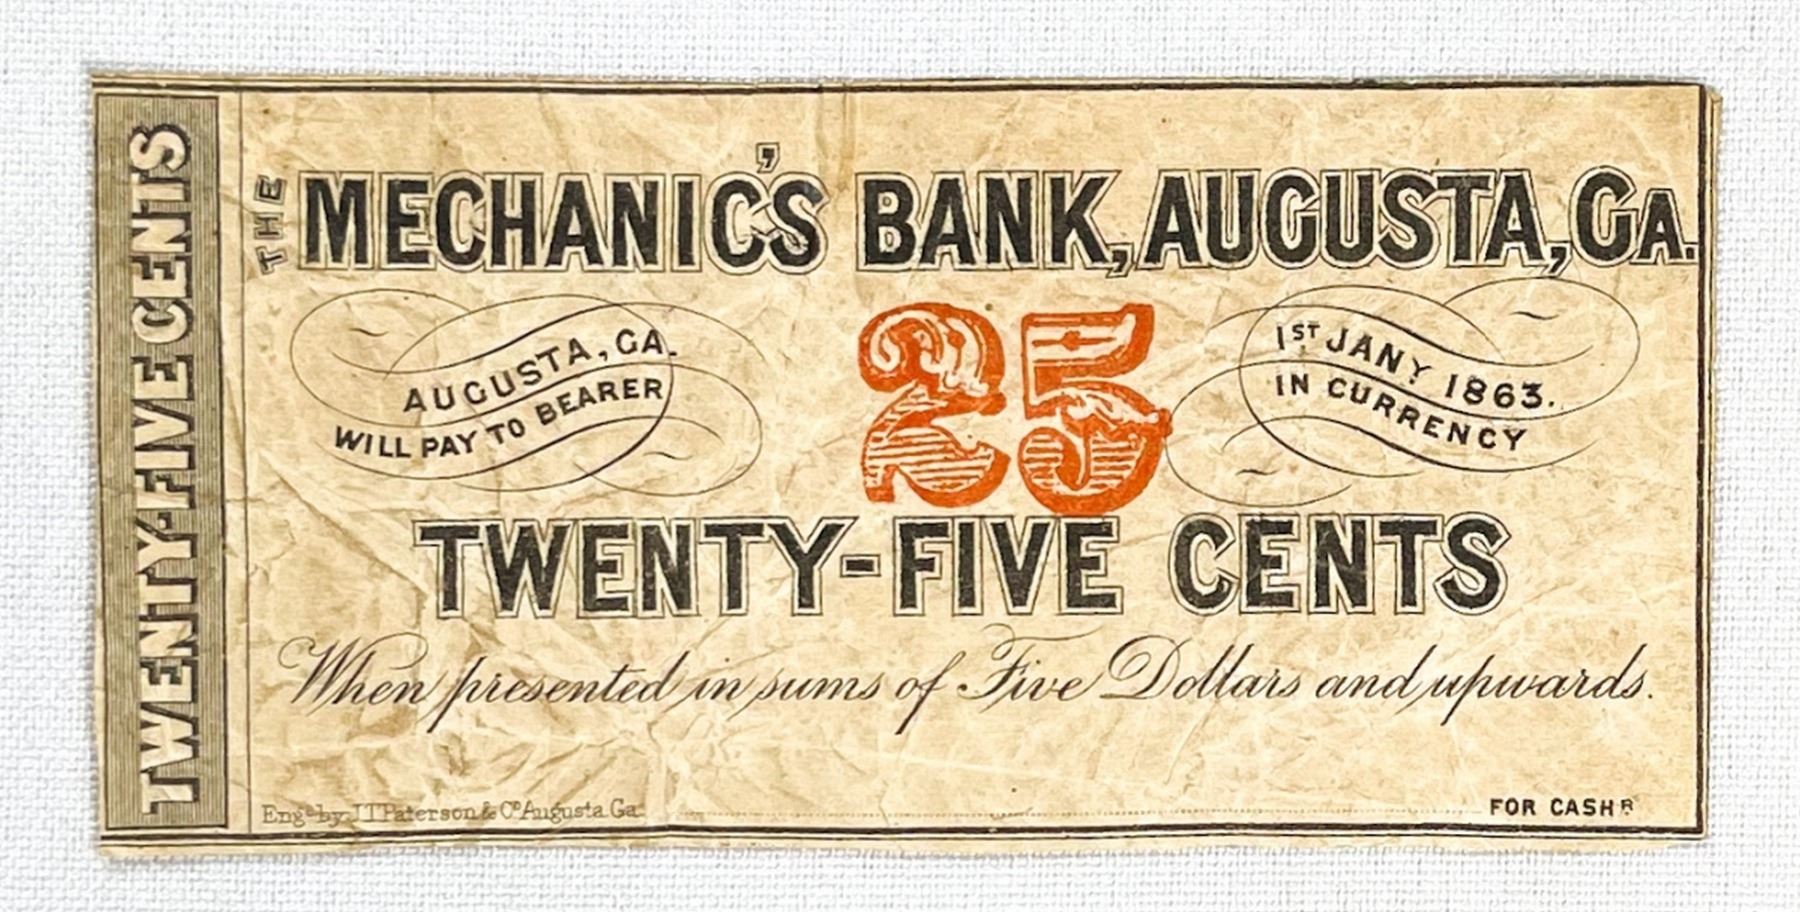 TWENTY-FIVE CENTS
THE MECHANIC'S BANK, AUGUSTA, GA.
AUGUSTA, GA.
WILL PAY TO BEARER
25
1ST JANY 1863.
IN CURRENCY
TWENTY-FIVE CENTS
When presented in sums of Five Dollars and upwards.
Engd by J T Paterson & Co Augusta Ga
FOR CASHR